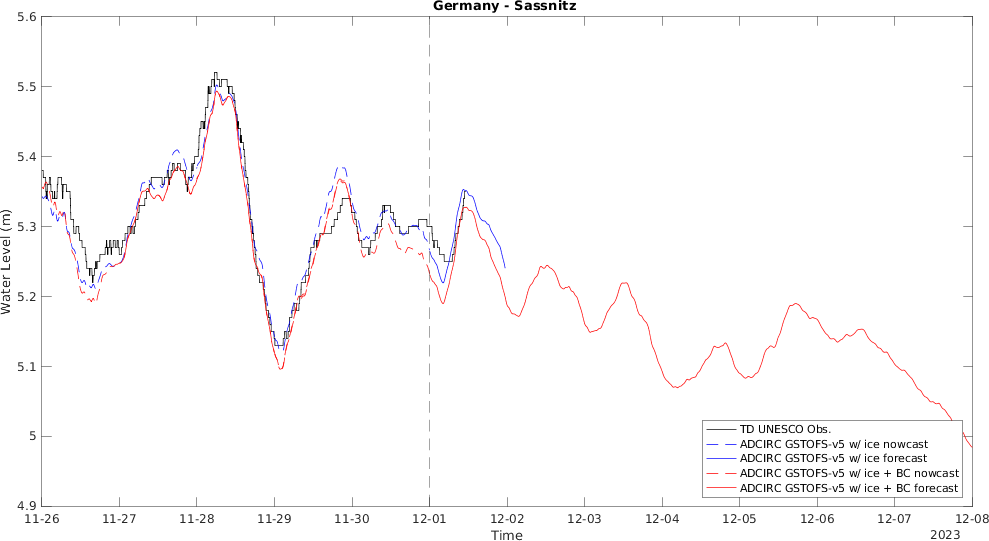 Germany - Sassnitz
5.6
5.5
5.4
5.3
5.2
5.1
5
4.9
Water Level (m)
TD UNESCO Obs.
ADCIRC GSTOFS-v5 w/ ice nowcast
ADCIRC GSTOFS-v5 w/ ice forecast
ADCIRC GSTOFS-v5 w/ ice + BC nowcast
ADCIRC GSTOFS-v5 w/ ice + BC forecast
11-26 11-27 11-28 11-29 11-30 12-01 12-02 12-03 12-04 12-05 12-06 12-07 12-08
Time
2023